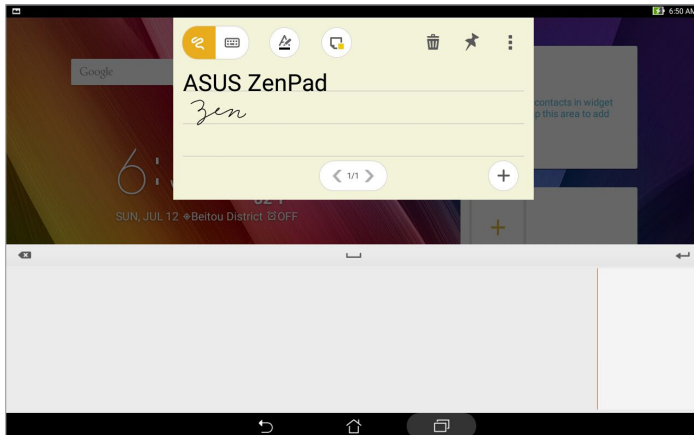 6:50 AM
ASUS ZenPad
zen
1/1
Google
contacts in widget
p this area to add
6:
SUN, JUL 12 Beitou District OFF